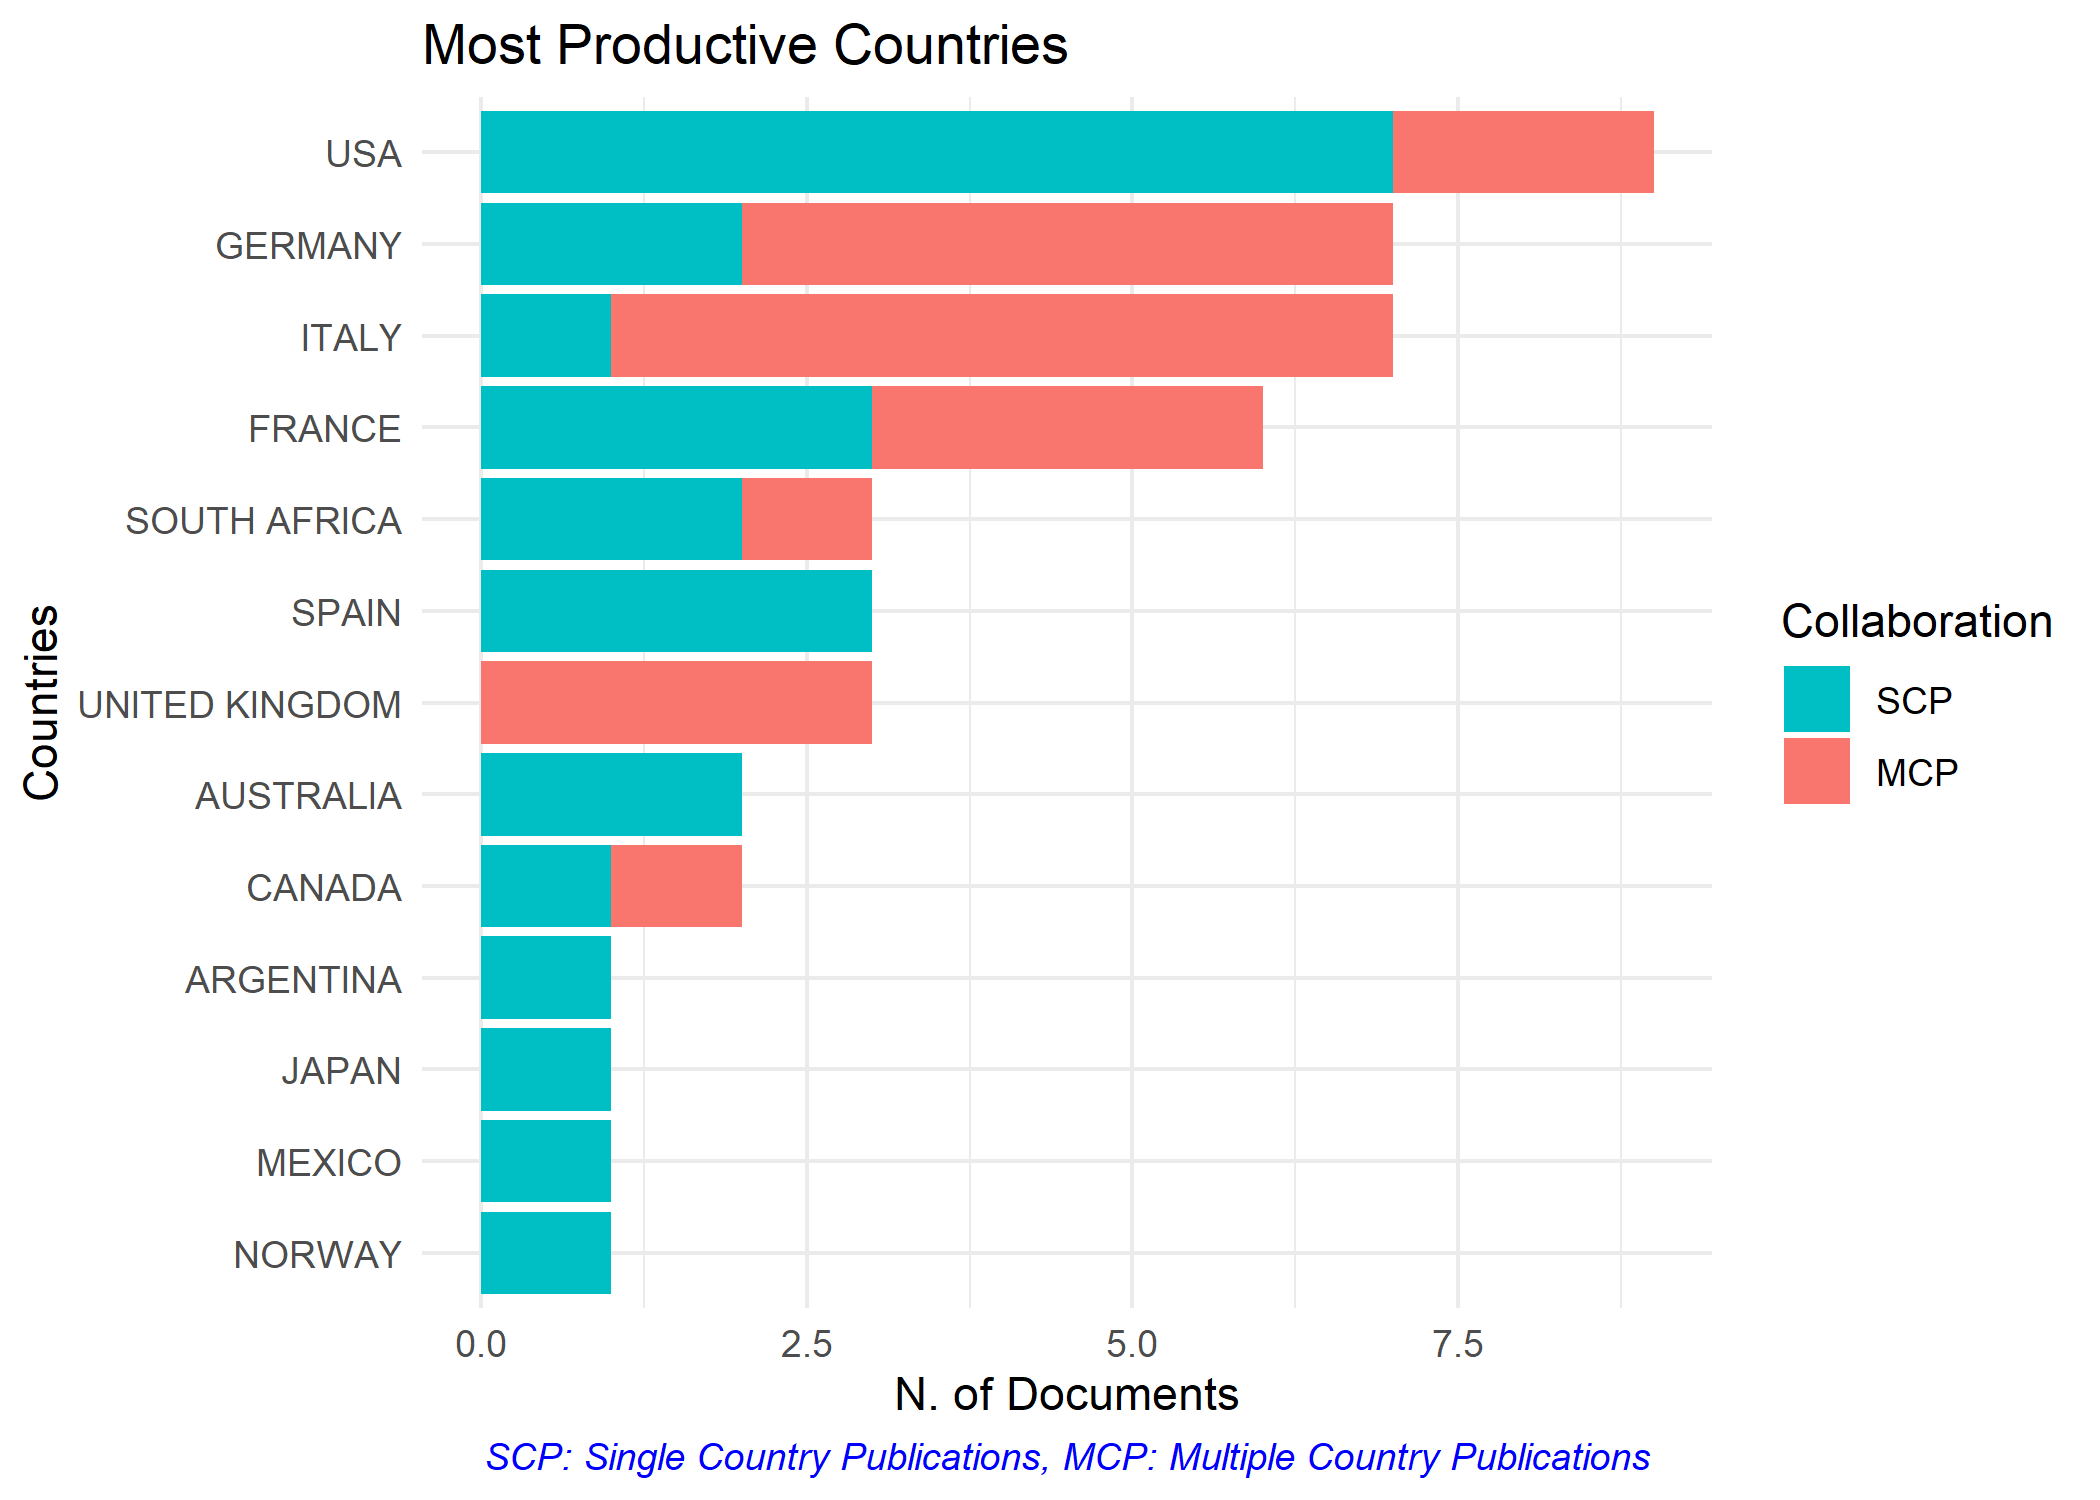 Most Productive Countries
USA
GERMANY
ITALY
FRANCE
SOUTH AFRICA
SPAIN
UNITED KINGDOM
AUSTRALIA
CANADA
ARGENTINA
JAPAN
MEXICO
NORWAY
Countries
0.0 2.5 5.0 7.5
N. of Documents
SCP: Single Country Publications, MCP: Multiple Country Publications
Collaboration
SCP
MCP